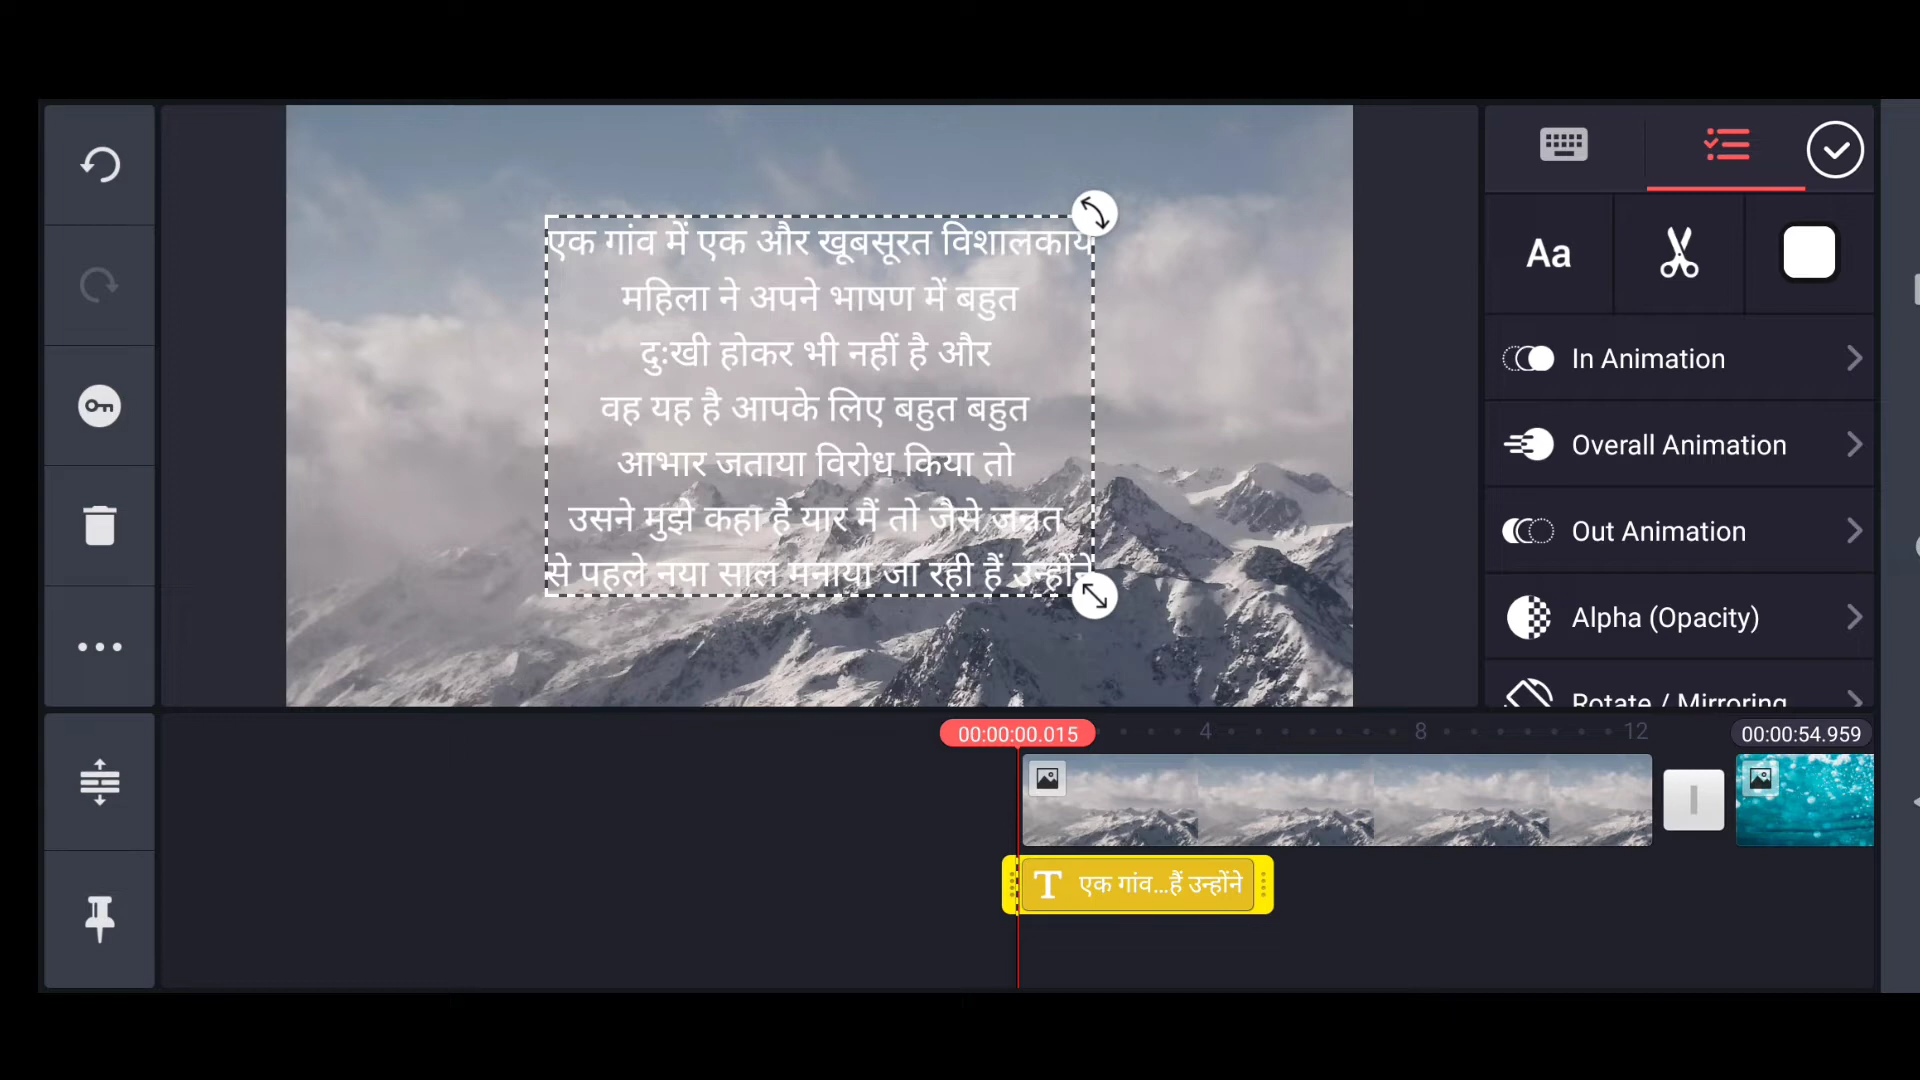 एक गांव में एक और खूबसूरत विशालकाय
महिला ने अपने भाषण में बहुत
दुःखी होकर भी नहीं है और
वह यह है आपके लिए बहुत बहुत
आभार जताया विरोध किया तो
उसने मुझे कहा है यार मैं तो जैसे जन्नत
से पहले नया साल मनाया जा रही हैं उन्होंने
Aa
In Animation
Overall Animation
Out Animation
Alpha (Opacity)
Rotate / Mirroring
00:00:00.015
4
8
12
00:00:54.959
T एक गांव...हैं उन्होंने